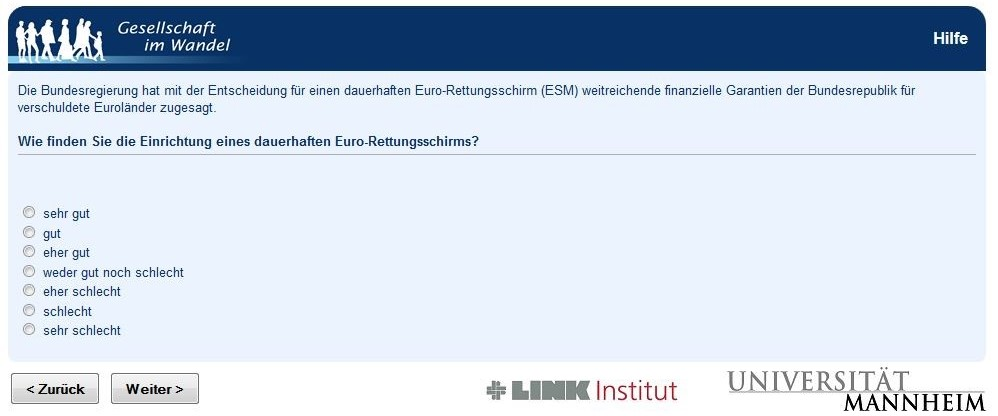 Gesellschaft
im Wandel
Hilfe
Die Bundesregierung hat mit der Entscheidung für einen dauerhaften Euro-Rettungsschirm (ESM) weitreichende finanzielle Garantien der Bundesrepublik für
verschuldete Euroländer zugesagt.
Wie finden Sie die Einrichtung eines dauerhaften Euro-Rettungsschirms?
sehr gut
gut
eher gut
weder gut noch schlecht
eher schlecht
schlecht
sehr schlecht
< Zurück Weiter >
LINK Institut
UNIVERSITÄT
MANNHEIM